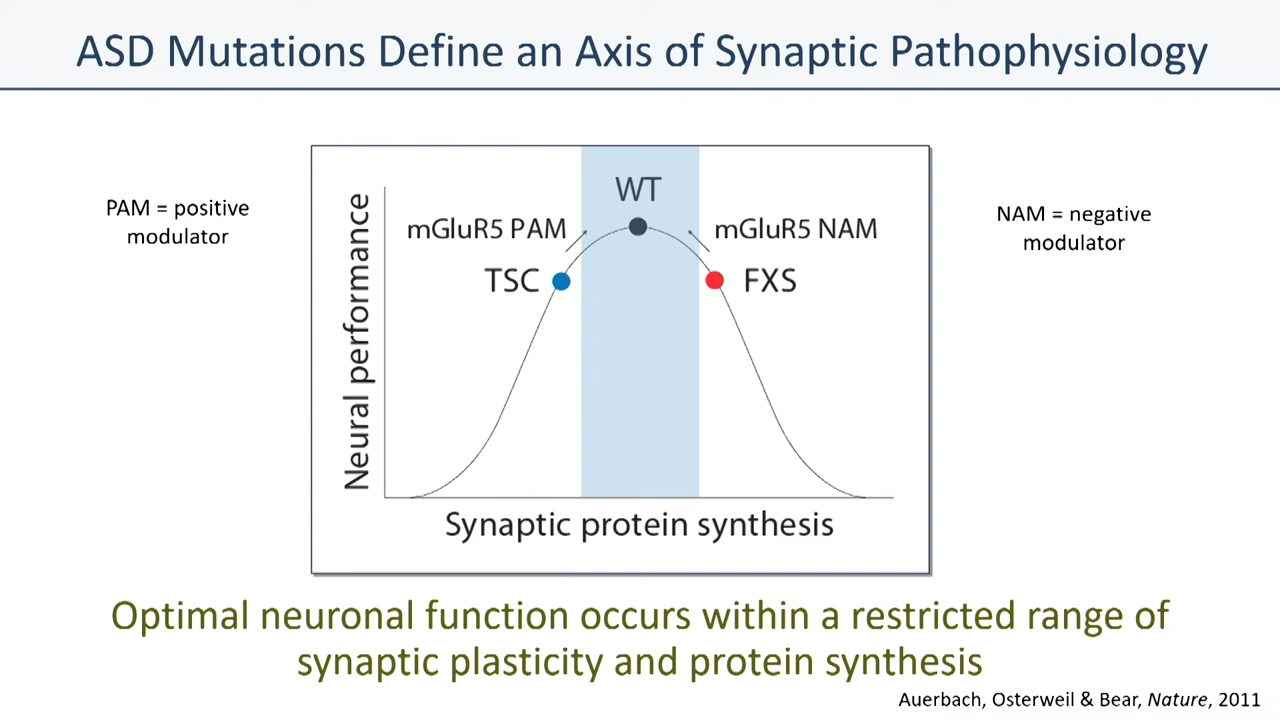 ASD Mutations Define an Axis of Synaptic Pathophysiology
PAM = positive
modulator
NAM = negative
modulator
Neural performance
WT
mGluR5 PAM
mGluR5 NAM
TSC
FXS
Synaptic protein synthesis
Optimal neuronal function occurs within a restricted range of
synaptic plasticity and protein synthesis
Auerbach, Osterweil & Bear, Nature, 2011